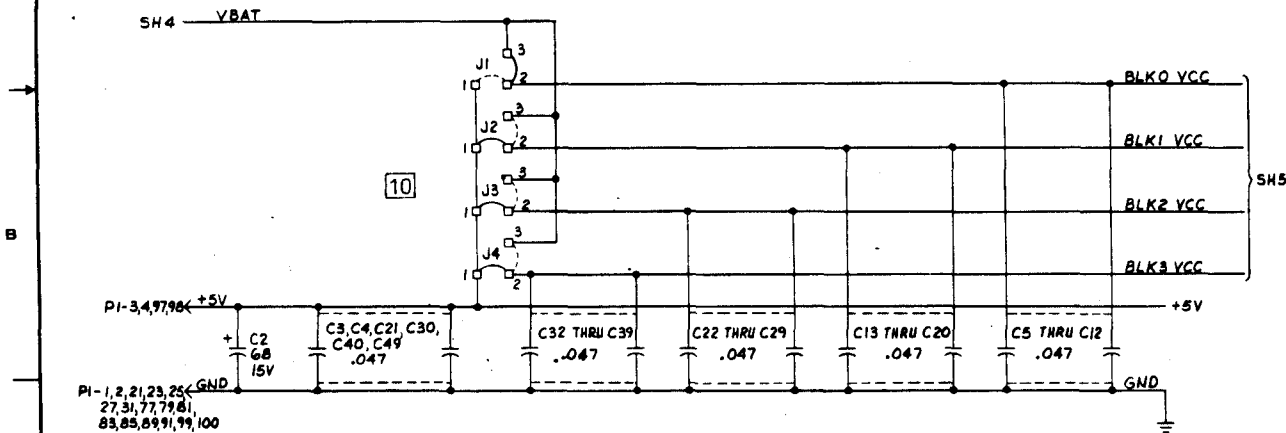 SH4 VBAT
3
J1
1 2 BLK0 VCC
3
J2
1 2 BLK1 VCC
3
10
J3
1 2 BLK2 VCC
SH5
B
3
J4
1 2 BLK3 VCC
P1-3,4,97,98 +5V +5V
+ C2
68
15V
C3,C4,C21,C30,
C40,C49
.047
C32 THRU C39
.047
C22 THRU C29
.047
C13 THRU C20
.047
C5 THRU C12
.047
P1-1,2,21,23,25, GND GND
27,31,77,79,81,
83,85,89,91,99,100